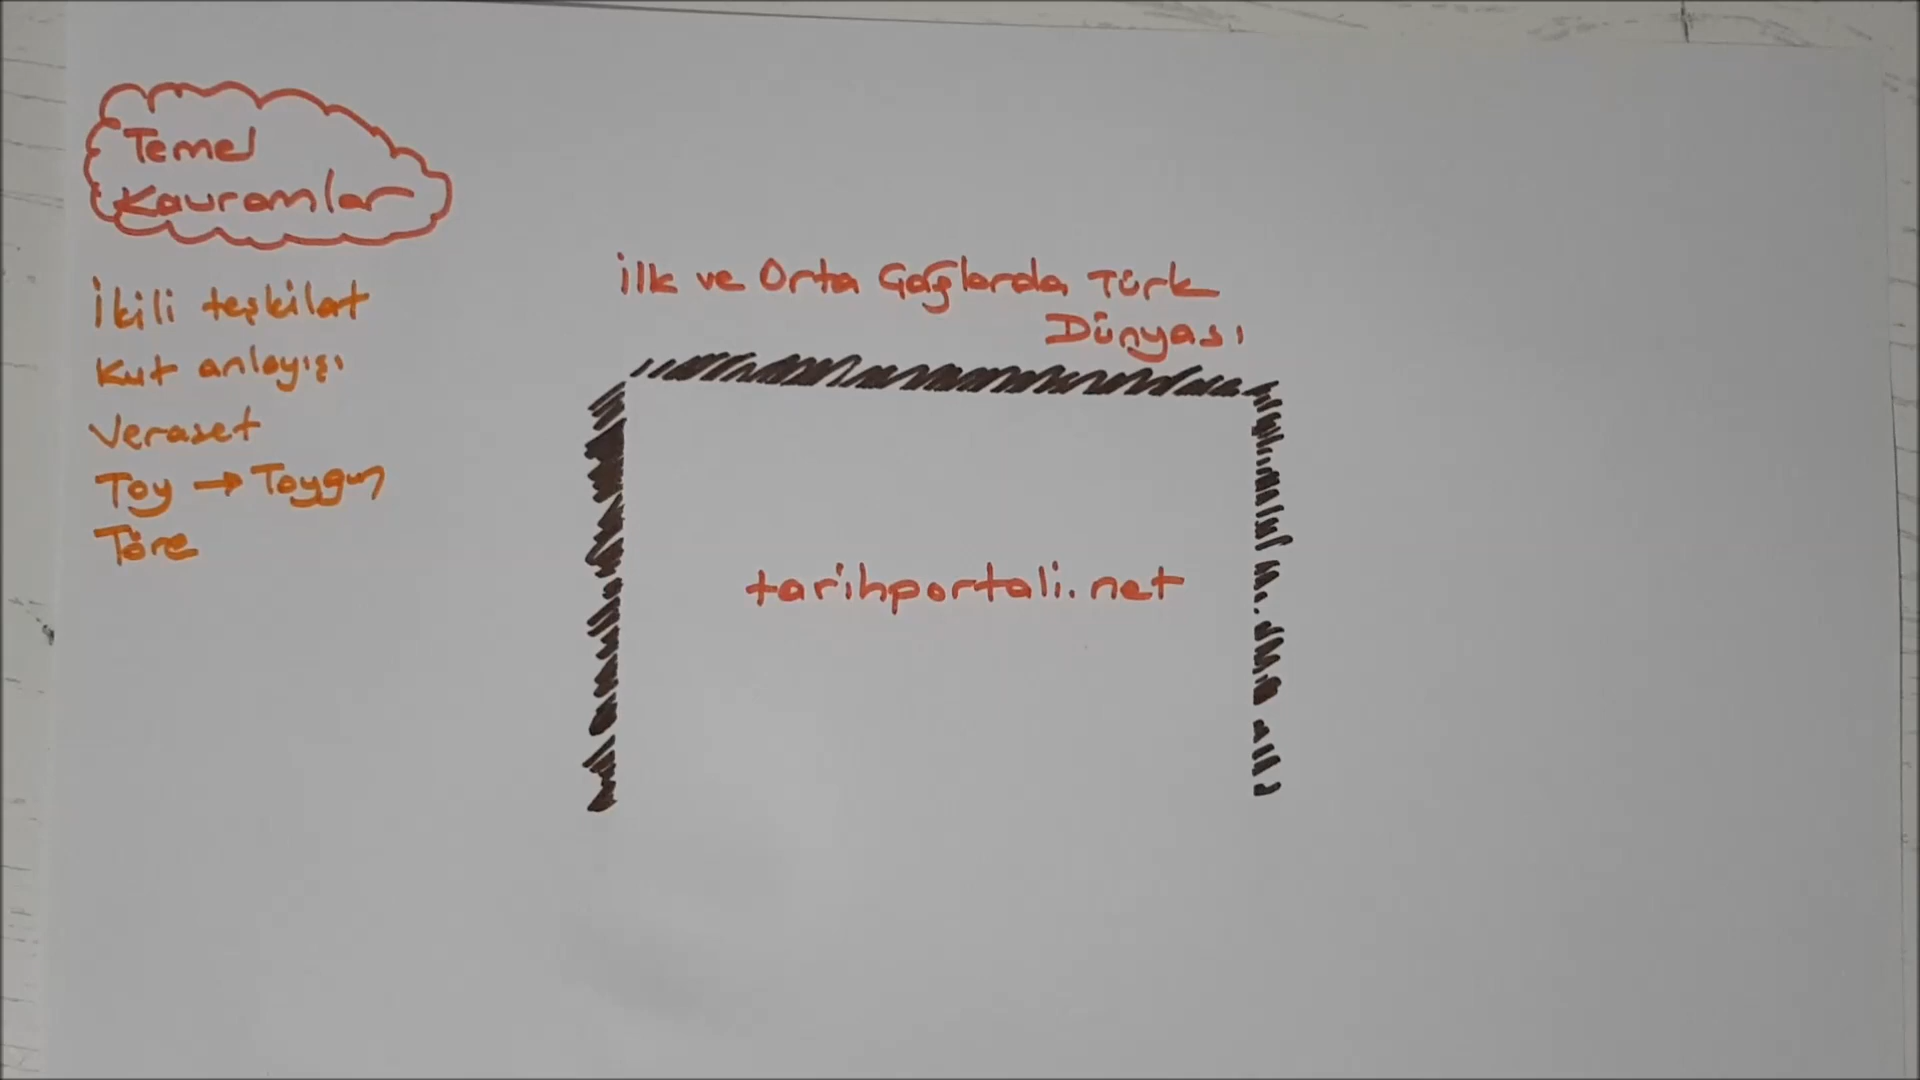 Temel
Kavramlar
İkili teşkilat
Kut anlayışı
Veraset
Toy → Toygun
Töre
İlk ve Orta Çağlarda Türk
Dünyası
tarihportali.net